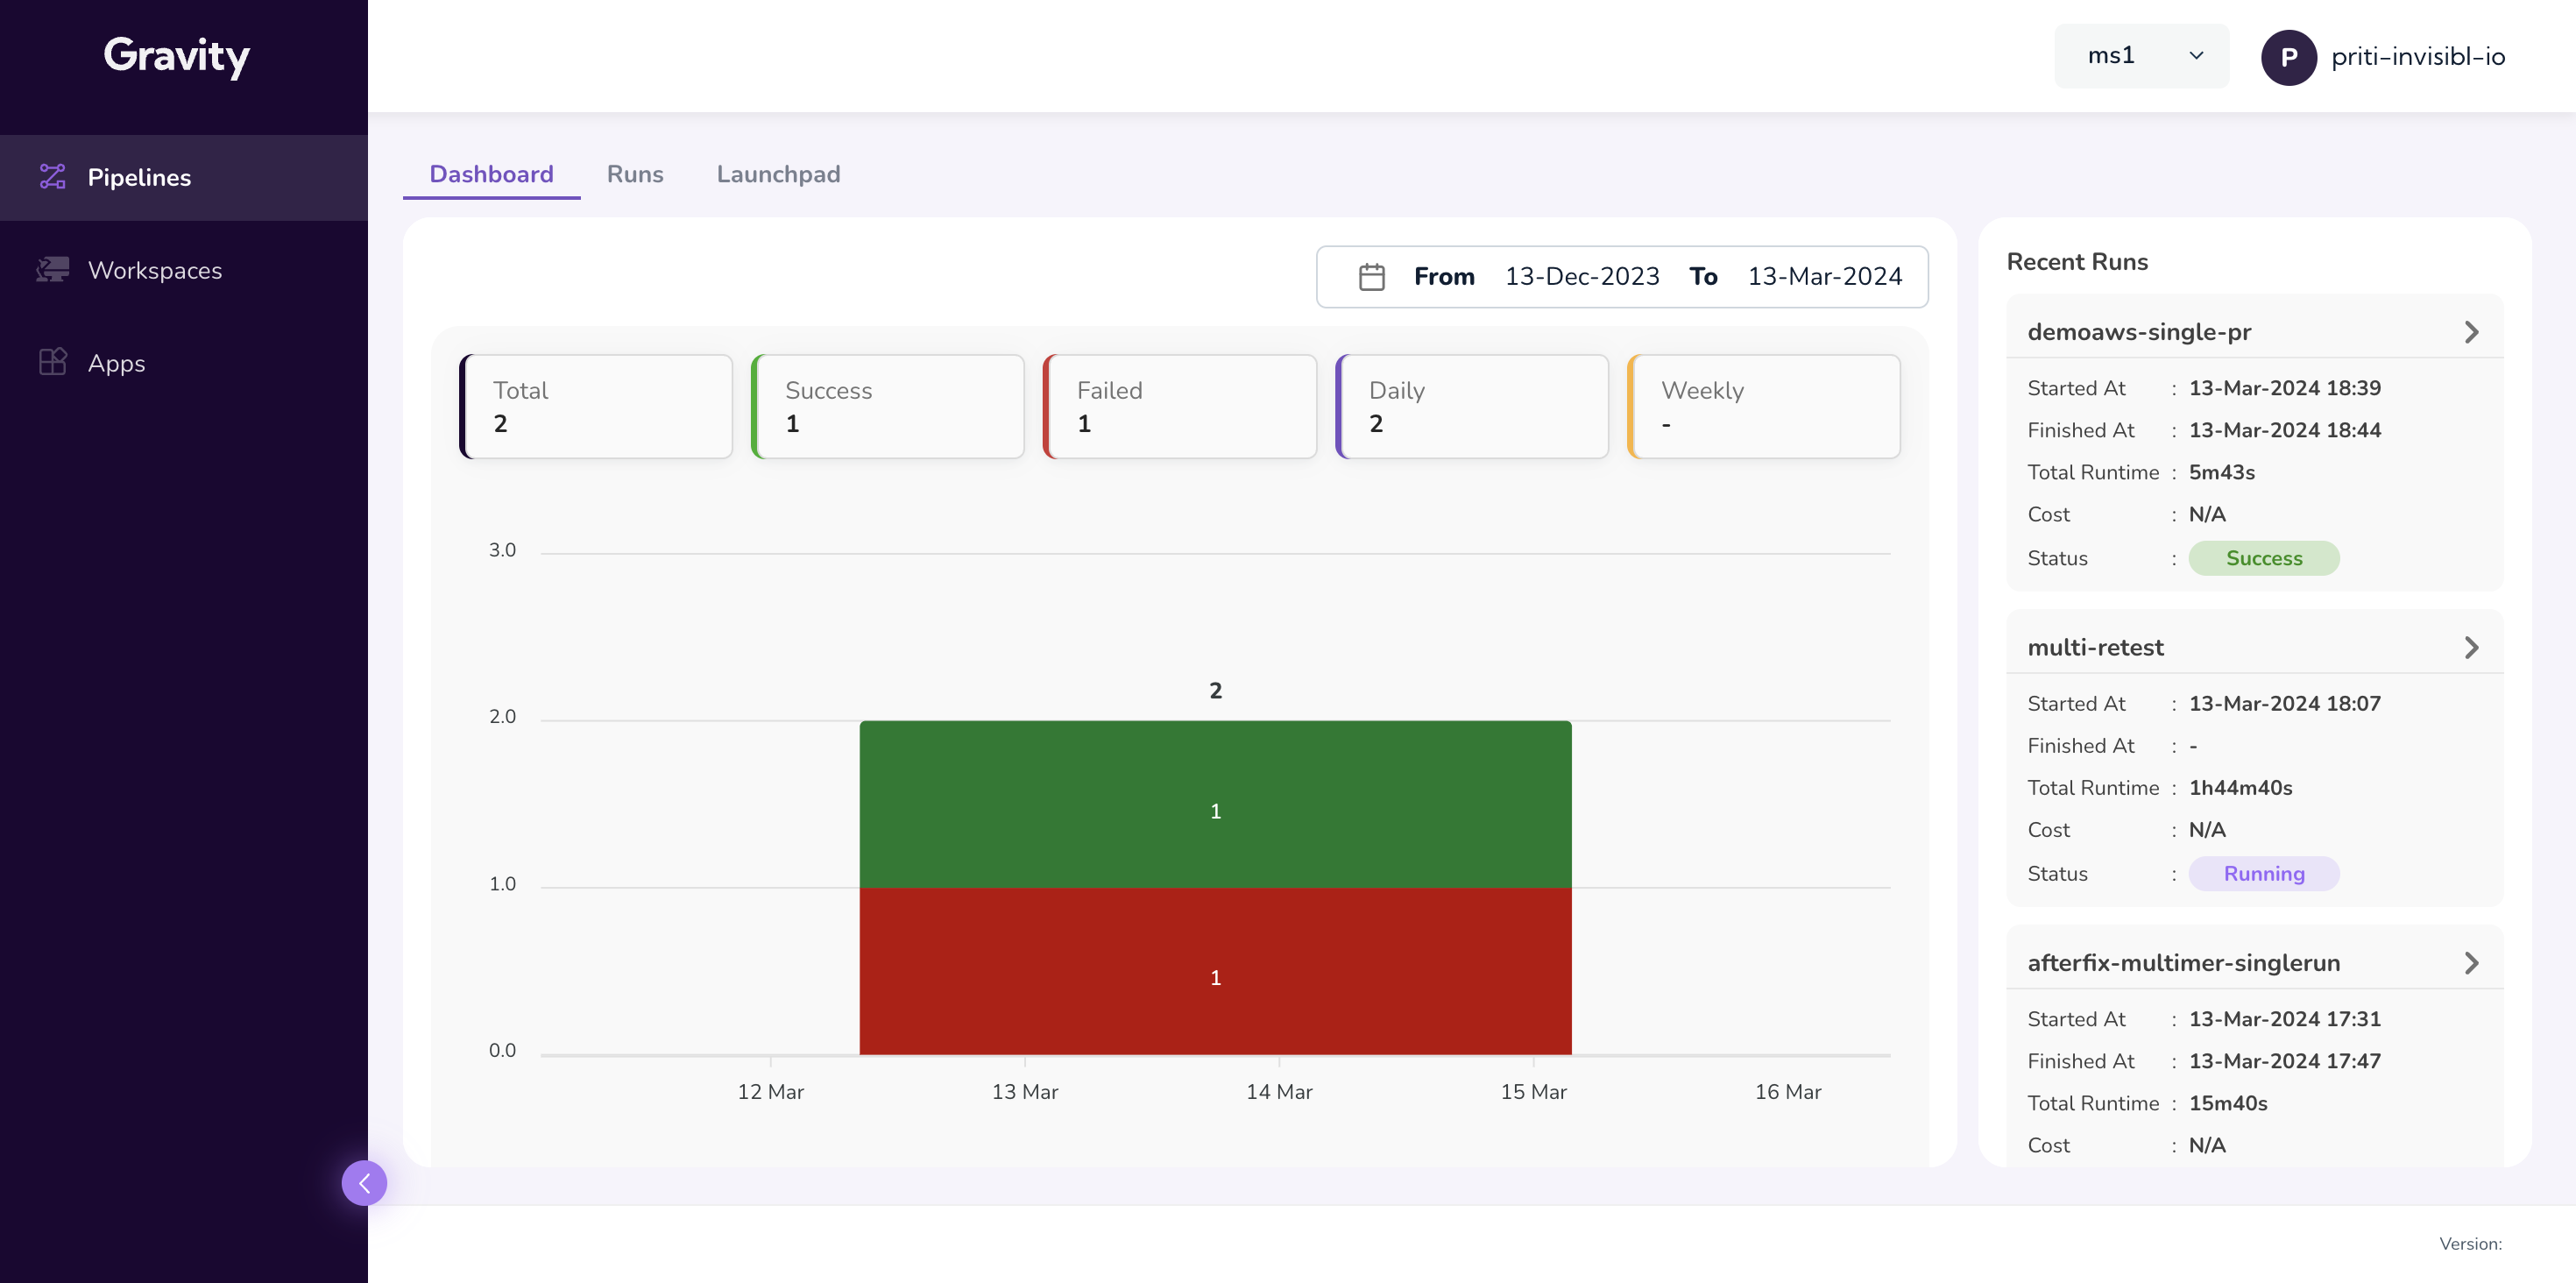 Gravity
ms1
P
priti-invisibl-io
Pipelines
Workspaces
Apps
Dashboard Runs Launchpad
From 13-Dec-2023 To 13-Mar-2024
Total
2
Success
1
Failed
1
Daily
2
Weekly
-
3.0
2.0
1.0
0.0
2
1
1
12 Mar 13 Mar 14 Mar 15 Mar 16 Mar
Recent Runs
demoaws-single-pr
Started At : 13-Mar-2024 18:39
Finished At : 13-Mar-2024 18:44
Total Runtime : 5m43s
Cost : N/A
Status : Success
multi-retest
Started At : 13-Mar-2024 18:07
Finished At : -
Total Runtime : 1h44m40s
Cost : N/A
Status : Running
afterfix-multimer-singlerun
Started At : 13-Mar-2024 17:31
Finished At : 13-Mar-2024 17:47
Total Runtime : 15m40s
Cost : N/A
Version: